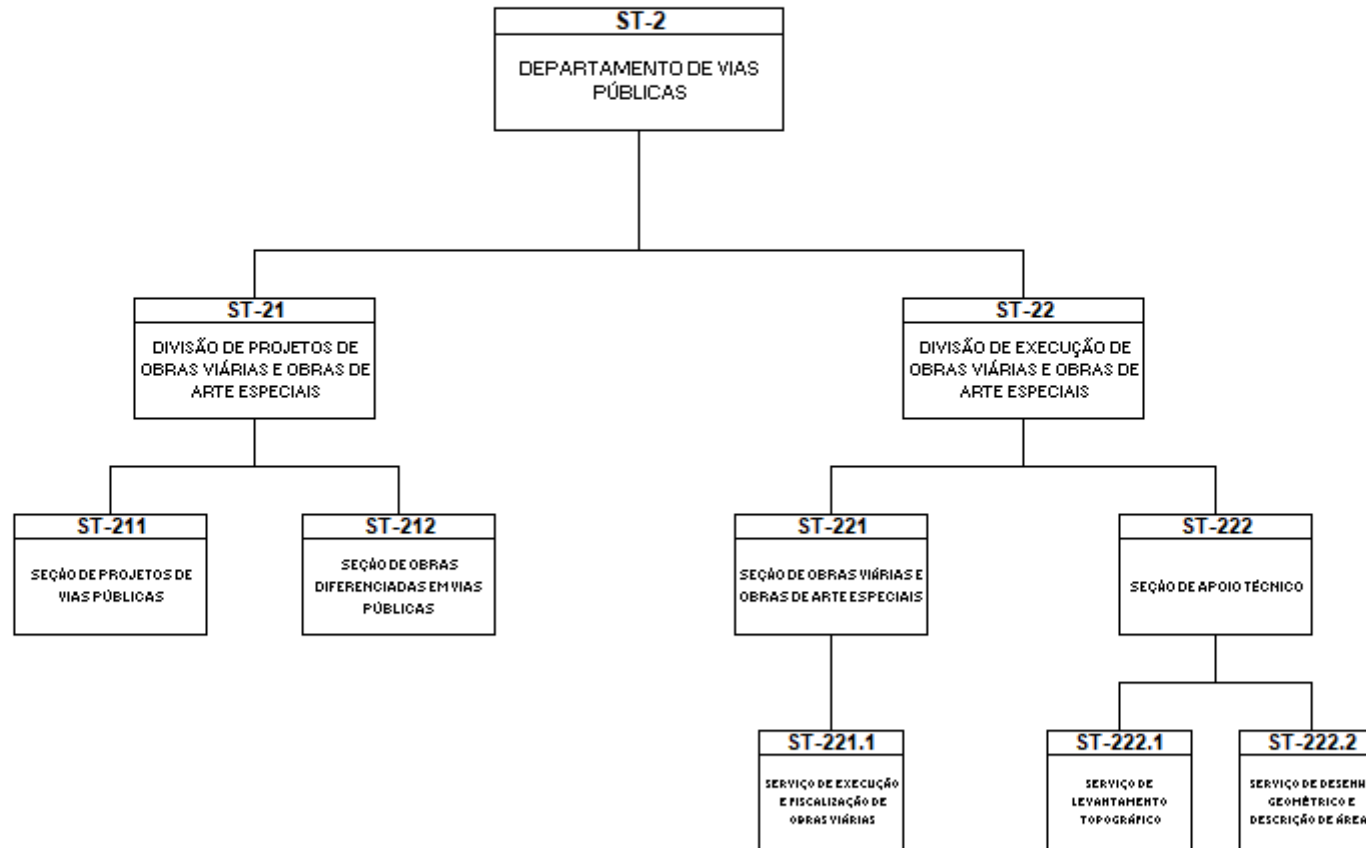 ST-2
DEPARTAMENTO DE VIAS
PÚBLICAS
ST-21
DIVISÃO DE PROJETOS DE
OBRAS VIÁRIAS E OBRAS DE
ARTE ESPECIAIS
ST-22
DIVISÃO DE EXECUÇÃO DE
OBRAS VIÁRIAS E OBRAS DE
ARTE ESPECIAIS
ST-211
SEÇÃO DE PROJETOS DE
VIAS PÚBLICAS
ST-212
SEÇÃO DE OBRAS
DIFERENCIADAS EM VIAS
PÚBLICAS
ST-221
SEÇÃO DE OBRAS VIÁRIAS E
OBRAS DE ARTE ESPECIAIS
ST-222
SEÇÃO DE APOIO TÉCNICO
ST-221.1
SERVIÇO DE EXECUÇÃO
E FISCALIZAÇÃO DE
OBRAS VIÁRIAS
ST-222.1
SERVIÇO DE
LEVANTAMENTO
TOPOGRÁFICO
ST-222.2
SERVIÇO DE
GEOMÉTRICO E
DESCRIÇÃO DE